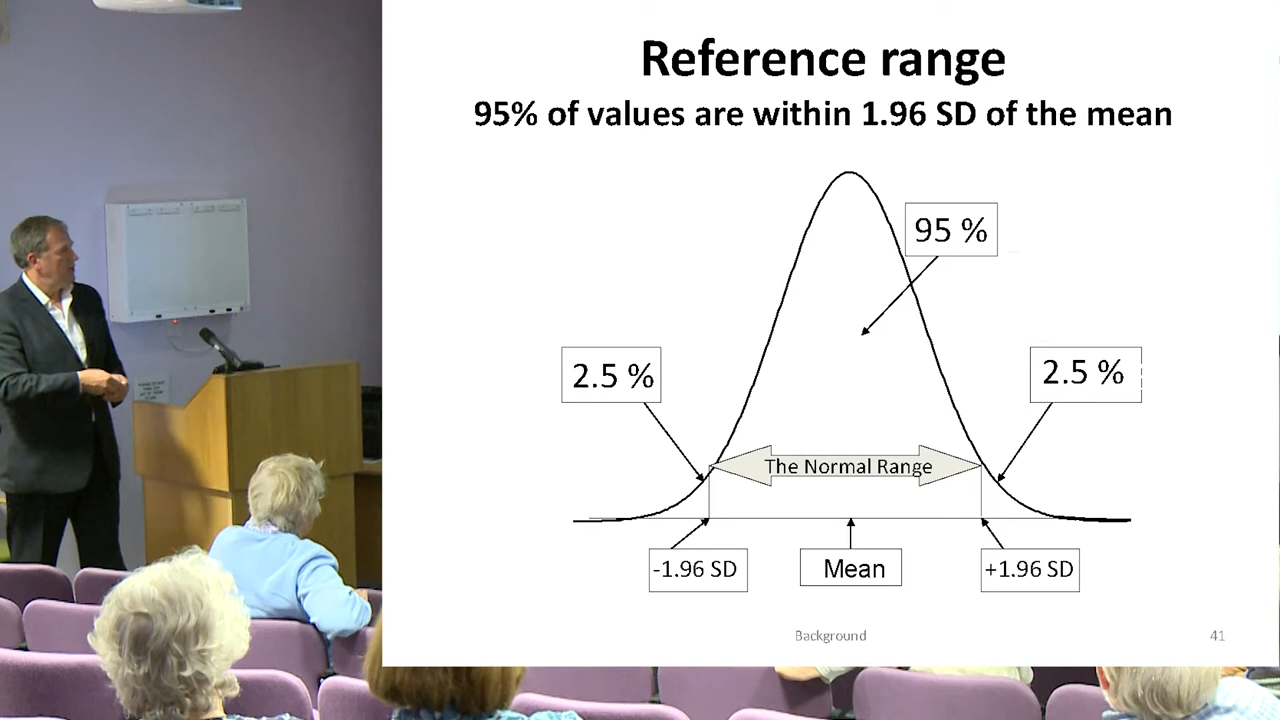 Reference range
95% of values are within 1.96 SD of the mean
95 %
2.5 %
2.5 %
The Normal Range
-1.96 SD
Mean
+1.96 SD
Background
41